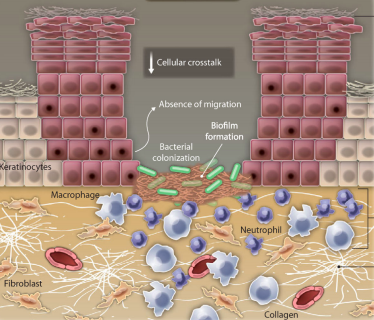 Cellular crosstalk
Absence of migration
Biofilm
formation
Bacterial
colonization
Keratinocytes
Macrophage
Neutrophil
Fibroblast
Collagen